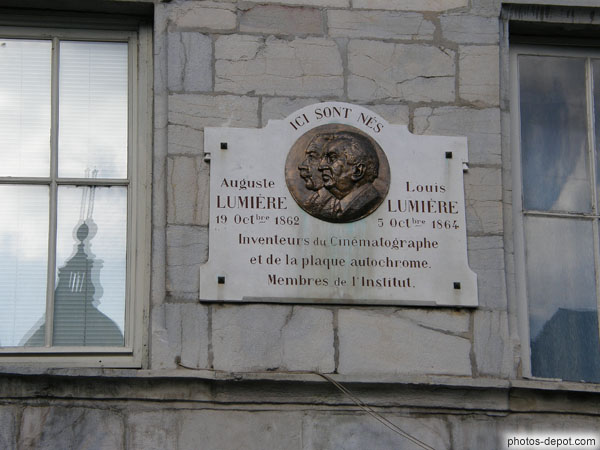 ICI SONT NÉS
Auguste
LUMIÈRE
19 Octbre 1862
Louis
LUMIÈRE
5 Octbre 1864
Inventeurs du Cinématographe
et de la plaque autochrome.
Membres de l'Institut.
photos-depot.com